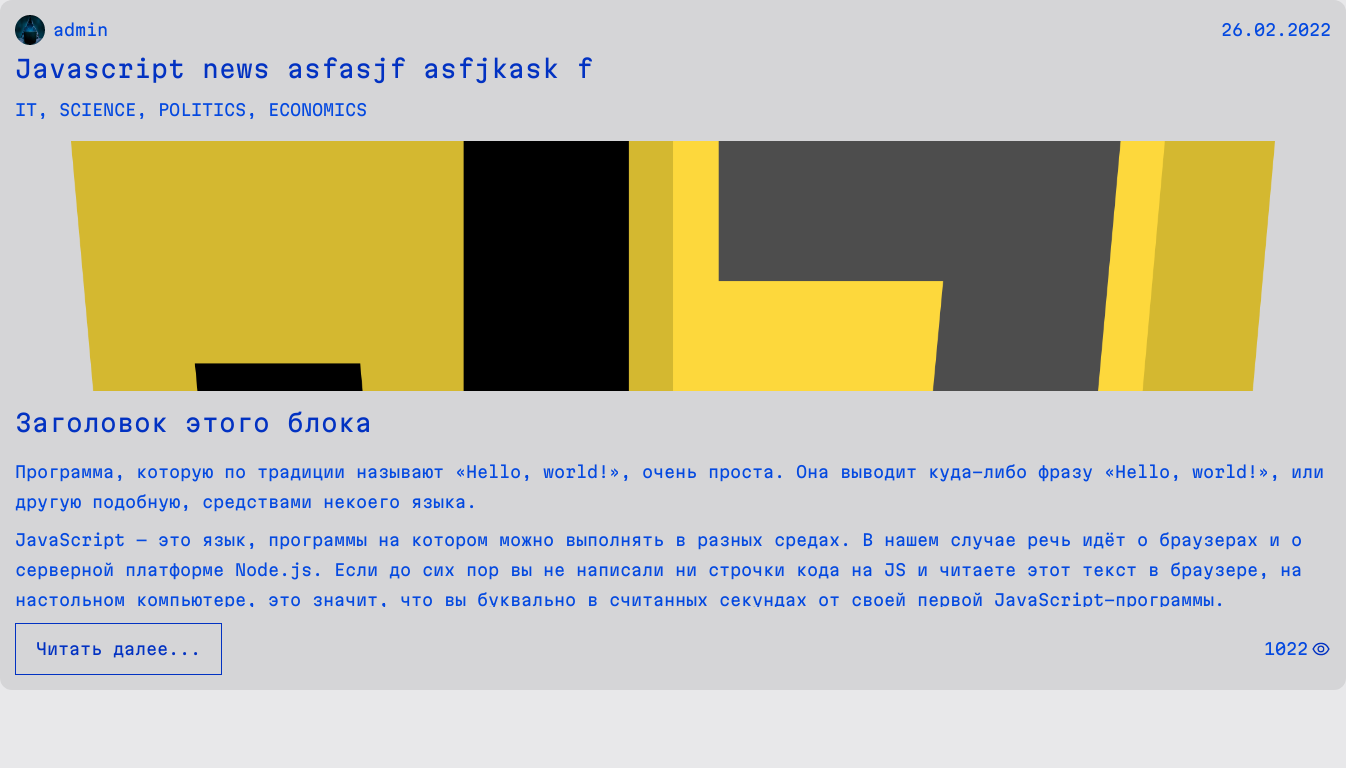 admin
26.02.2022
Javascript news asfasjf asfjkask f
IT, SCIENCE, POLITICS, ECONOMICS
Заголовок этого блока
Программа, которую по традиции называют «Hello, world!», очень проста. Она выводит куда-либо фразу «Hello, world!», или
другую подобную, средствами некоего языка.
JavaScript — это язык, программы на котором можно выполнять в разных средах. В нашем случае речь идёт о браузерах и о
серверной платформе Node.js. Если до сих пор вы не написали ни строчки кода на JS и читаете этот текст в браузере, на
настольном компьютере, это значит, что вы буквально в считанных секундах от своей первой JavaScript-программы.
Читать далее...
1022